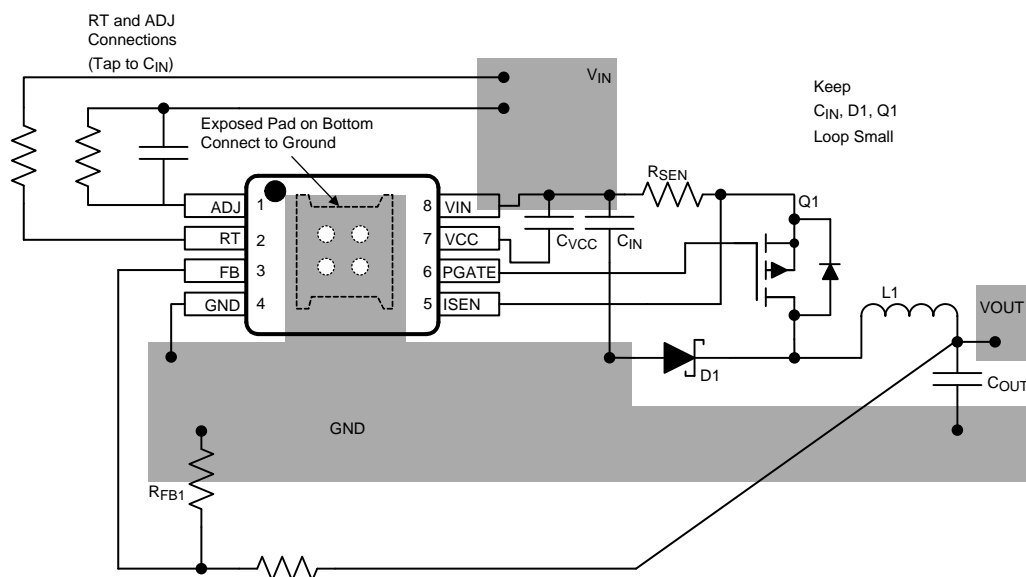 RT and ADJ
Connections
(Tap to CIN)
VIN
Keep
CIN, D1, Q1
Loop Small
Exposed Pad on Bottom
Connect to Ground
RSEN
Q1
ADJ 1
8 VIN
RT 2
7 VCC
CVCC
CIN
FB 3
6 PGATE
GND 4
5 ISEN
L1
VOUT
D1
COUT
GND
RFB1